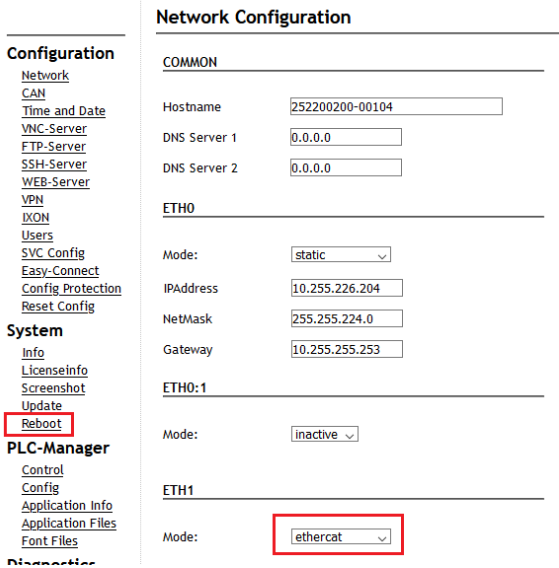 Network Configuration
Configuration
Network
CAN
Time and Date
VNC-Server
FTP-Server
SSH-Server
WEB-Server
VPN
IXON
Users
SVC Config
Easy-Connect
Config Protection
Reset Config
System
Info
Licenseinfo
Screenshot
Update
Reboot
PLC-Manager
Control
Config
Application Info
Application Files
Font Files
Diagnostics
COMMON
Hostname 252200200-00104
DNS Server 1 0.0.0.0
DNS Server 2 0.0.0.0
ETH0
Mode: static
IPAddress 10.255.226.204
NetMask 255.255.224.0
Gateway 10.255.255.253
ETH0:1
Mode: inactive
ETH1
Mode: ethercat